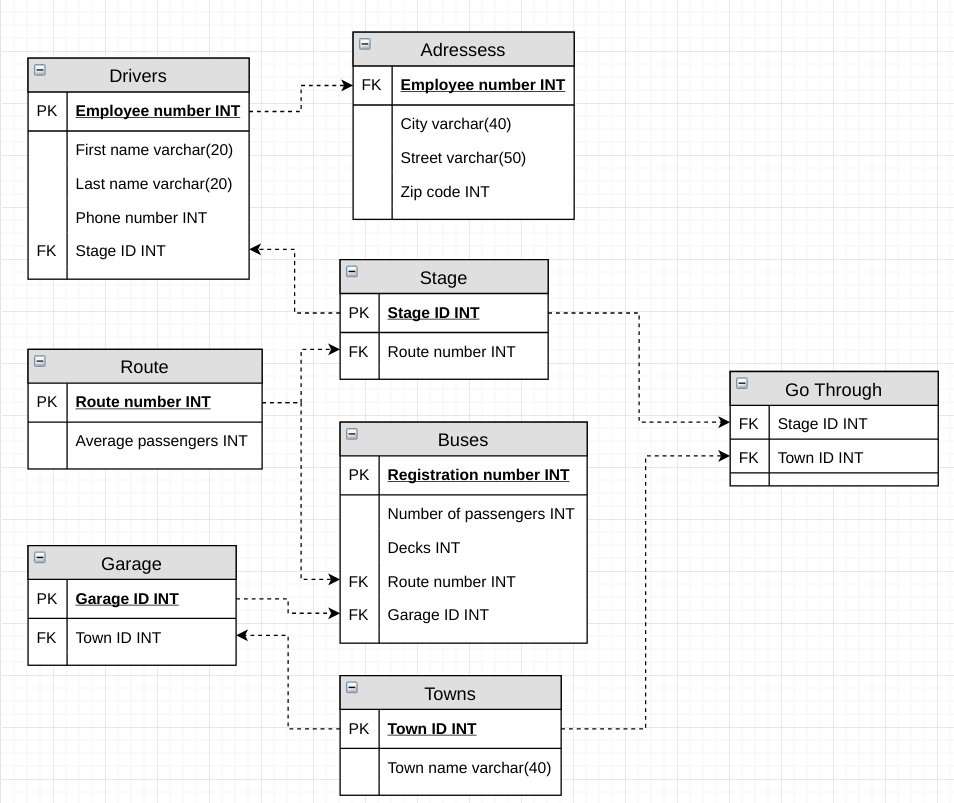 Drivers
PK Employee number INT
First name varchar(20)
Last name varchar(20)
Phone number INT
FK Stage ID INT
Adressess
FK Employee number INT
City varchar(40)
Street varchar(50)
Zip code INT
Stage
PK Stage ID INT
FK Route number INT
Route
PK Route number INT
Average passengers INT
Go Through
FK Stage ID INT
FK Town ID INT
Buses
PK Registration number INT
Number of passengers INT
Decks INT
FK Route number INT
FK Garage ID INT
Garage
PK Garage ID INT
FK Town ID INT
Towns
PK Town ID INT
Town name varchar(40)